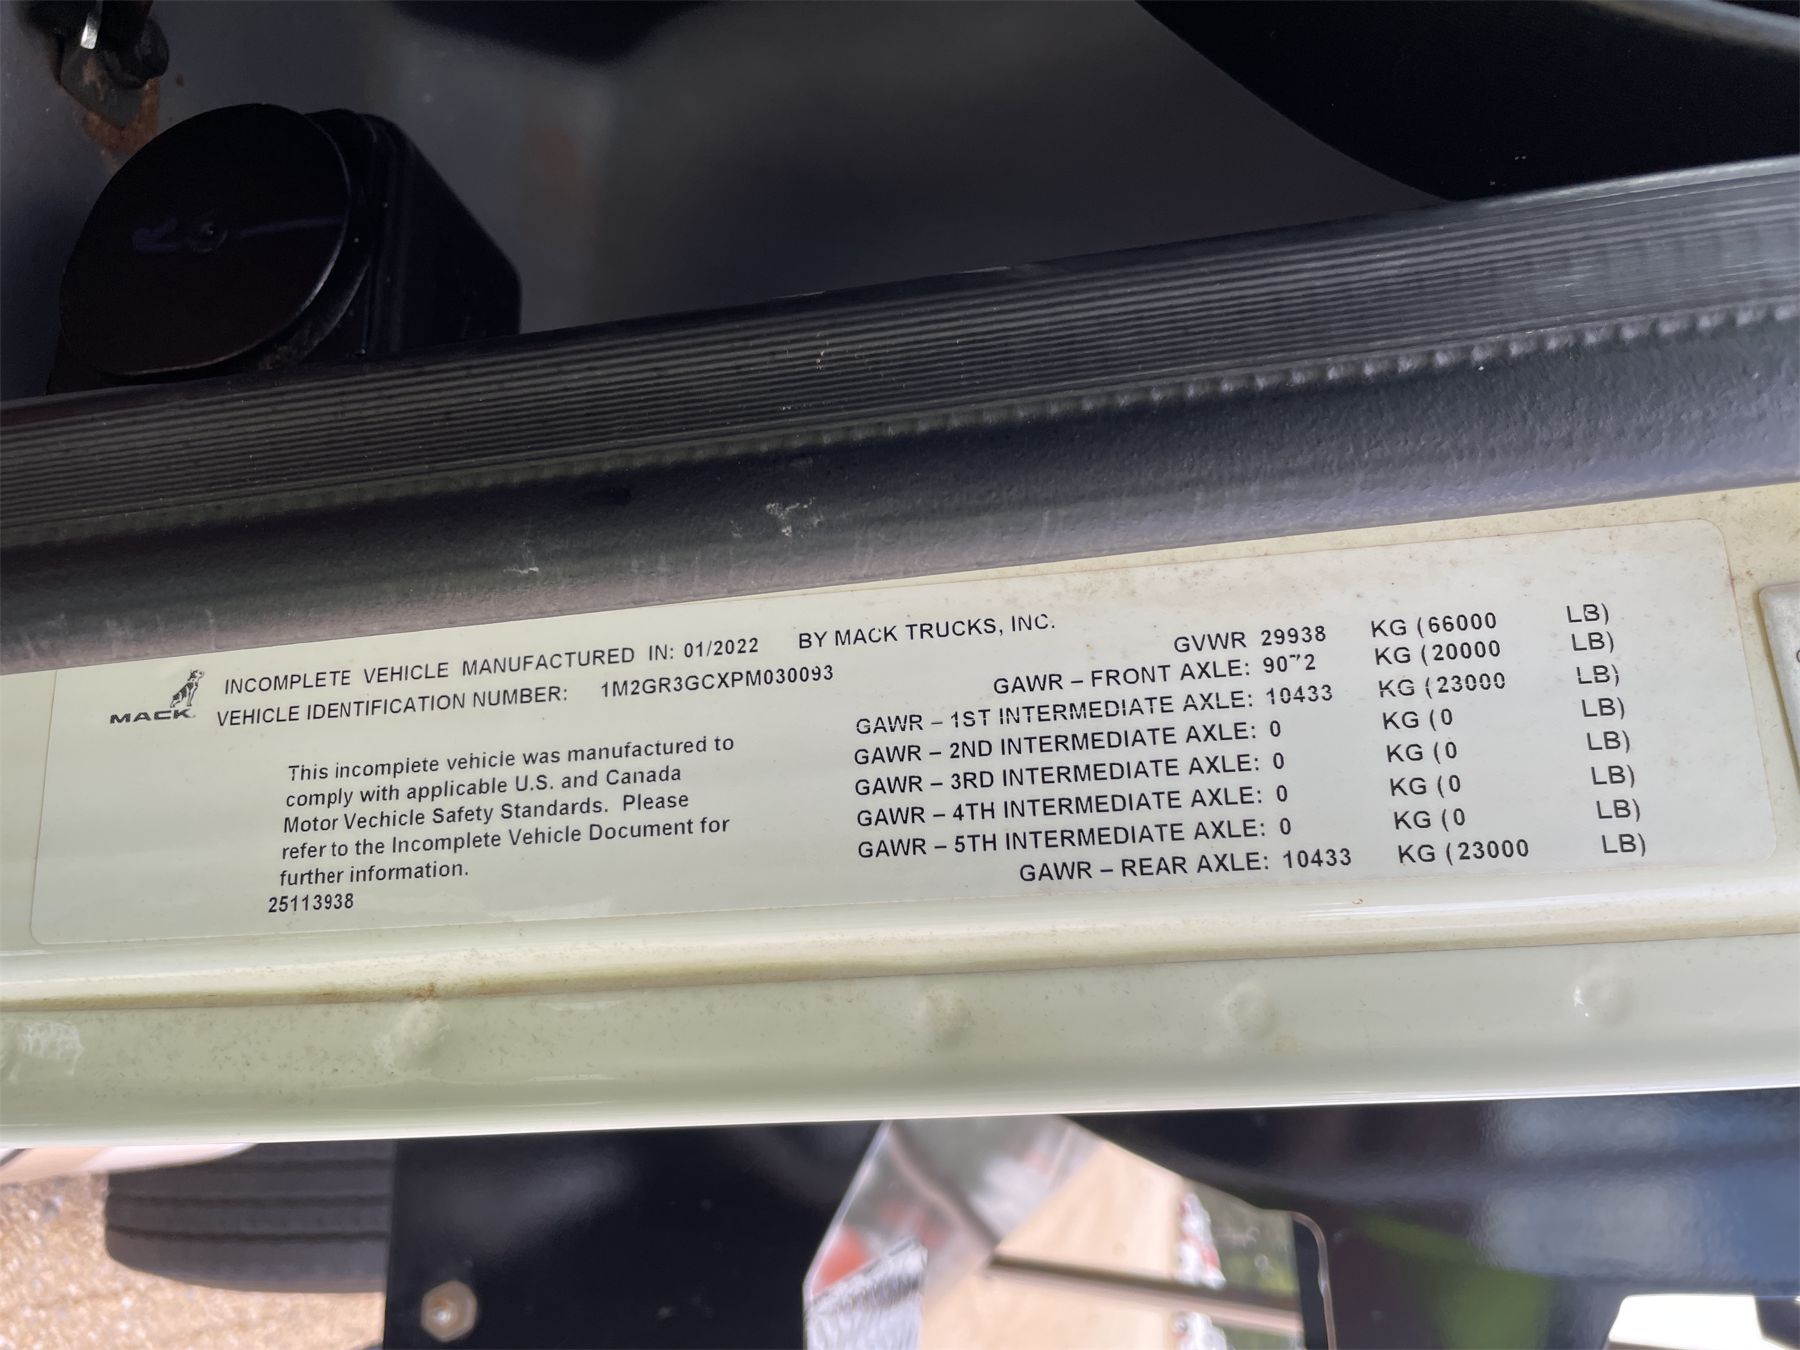 MACK
INCOMPLETE VEHICLE MANUFACTURED IN: 01/2022 BY MACK TRUCKS, INC.
VEHICLE IDENTIFICATION NUMBER: 1M2GR3GCXPM030093
This incomplete vehicle was manufactured to
comply with applicable U.S. and Canada
Motor Vechicle Safety Standards. Please
refer to the Incomplete Vehicle Document for
further information.
25113938
GVWR 29938 KG (66000 LB)
GAWR – FRONT AXLE: 9072 KG (20000 LB)
GAWR – 1ST INTERMEDIATE AXLE: 10433 KG (23000 LB)
GAWR – 2ND INTERMEDIATE AXLE: 0 KG (0 LB)
GAWR – 3RD INTERMEDIATE AXLE: 0 KG (0 LB)
GAWR – 4TH INTERMEDIATE AXLE: 0 KG (0 LB)
GAWR – 5TH INTERMEDIATE AXLE: 0 KG (0 LB)
GAWR – REAR AXLE: 10433 KG (23000 LB)